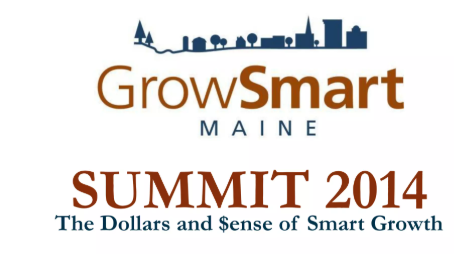 GrowSmart
MAINE
SUMMIT 2014
The Dollars and $ense of Smart Growth